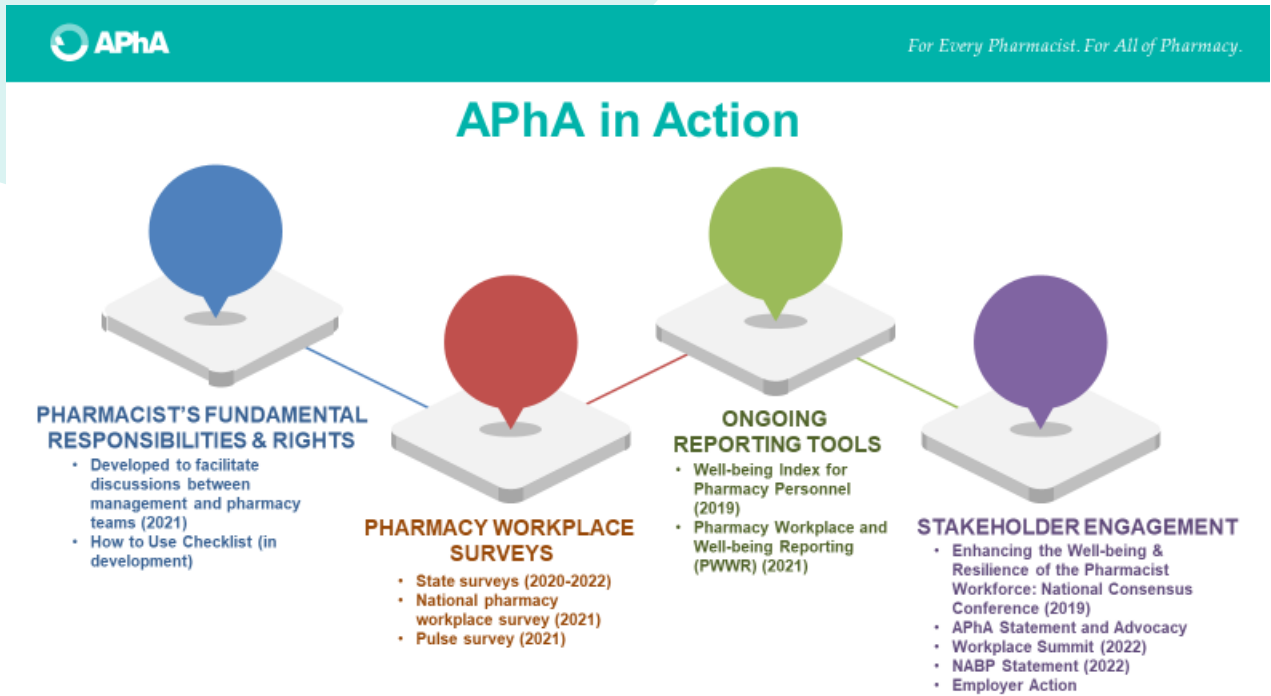 APhA
For Every Pharmacist. For All of Pharmacy.
APhA in Action
PHARMACIST'S FUNDAMENTAL
RESPONSIBILITIES & RIGHTS
• Developed to facilitate
discussions between
management and pharmacy
teams (2021)
• How to Use Checklist (in
development)
PHARMACY WORKPLACE
SURVEYS
• State surveys (2020-2022)
• National pharmacy
workplace survey (2021)
• Pulse survey (2021)
ONGOING
REPORTING TOOLS
• Well-being Index for
Pharmacy Personnel
(2019)
• Pharmacy Workplace and
Well-being Reporting
(PWWR) (2021)
STAKEHOLDER ENGAGEMENT
• Enhancing the Well-being &
Resilience of the Pharmacist
Workforce: National Consensus
Conference (2019)
• APhA Statement and Advocacy
• Workplace Summit (2022)
• NABP Statement (2022)
• Employer Action